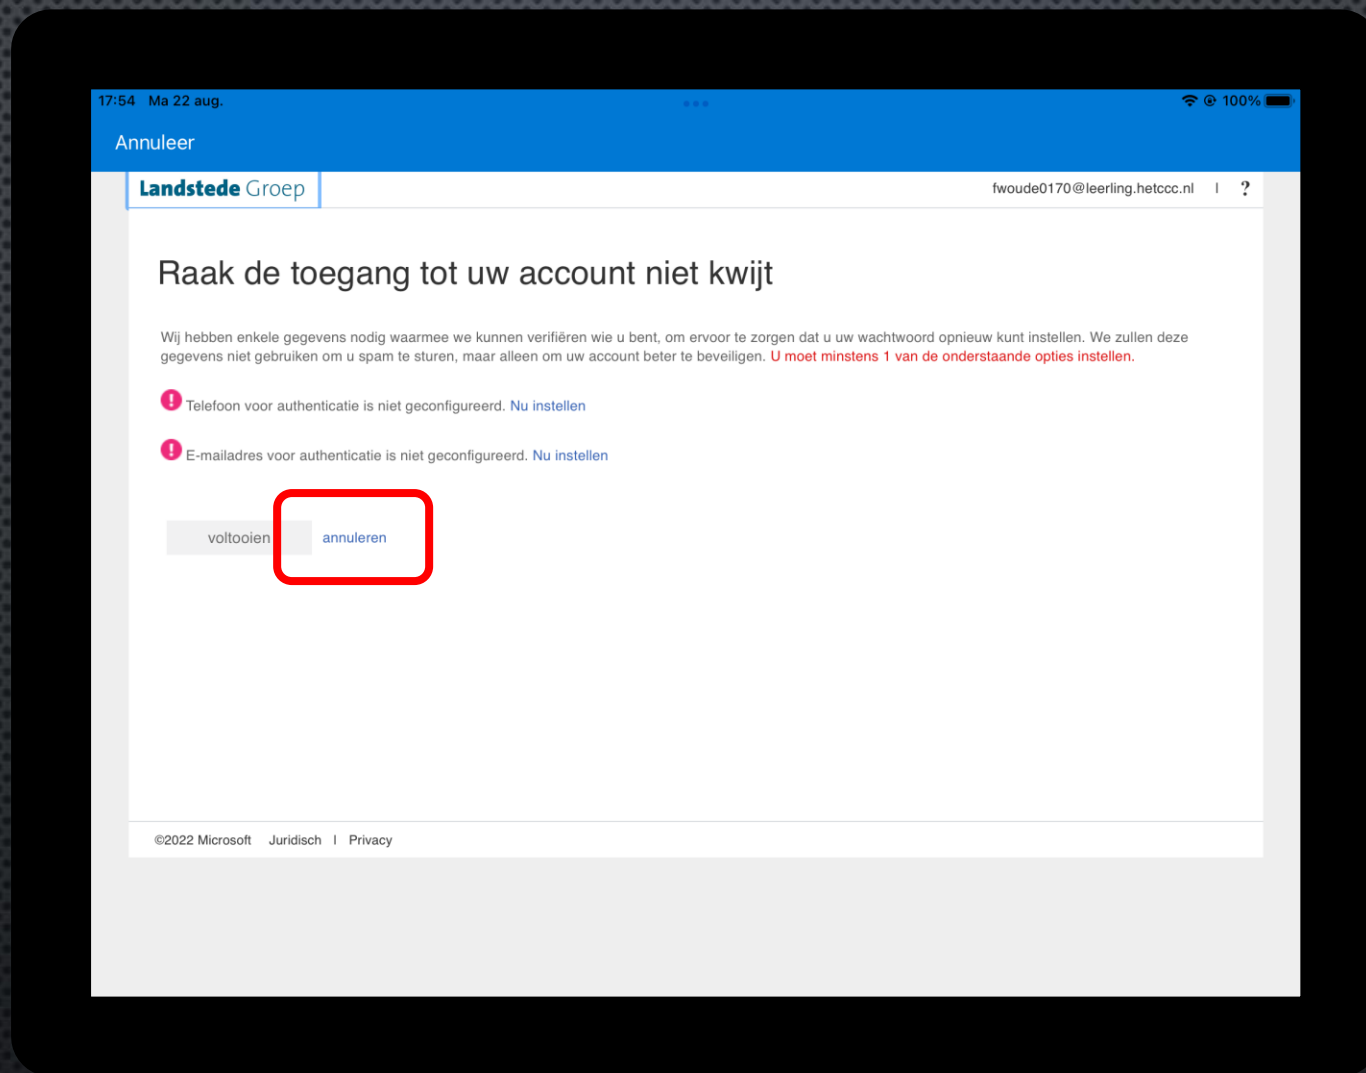 17:54 Ma 22 aug. 100%
Annuleer
Landstede Groep fwoude0170@leerling.hetccc.nl | ?
Raak de toegang tot uw account niet kwijt
Wij hebben enkele gegevens nodig waarmee we kunnen verifiëren wie u bent, om ervoor te zorgen dat u uw wachtwoord opnieuw kunt instellen. We zullen deze
gegevens niet gebruiken om u spam te sturen, maar alleen om uw account beter te beveiligen. U moet minstens 1 van de onderstaande opties instellen.
! Telefoon voor authenticatie is niet geconfigureerd. Nu instellen
! E-mailadres voor authenticatie is niet geconfigureerd. Nu instellen
voltooien annuleren
©2022 Microsoft Juridisch | Privacy